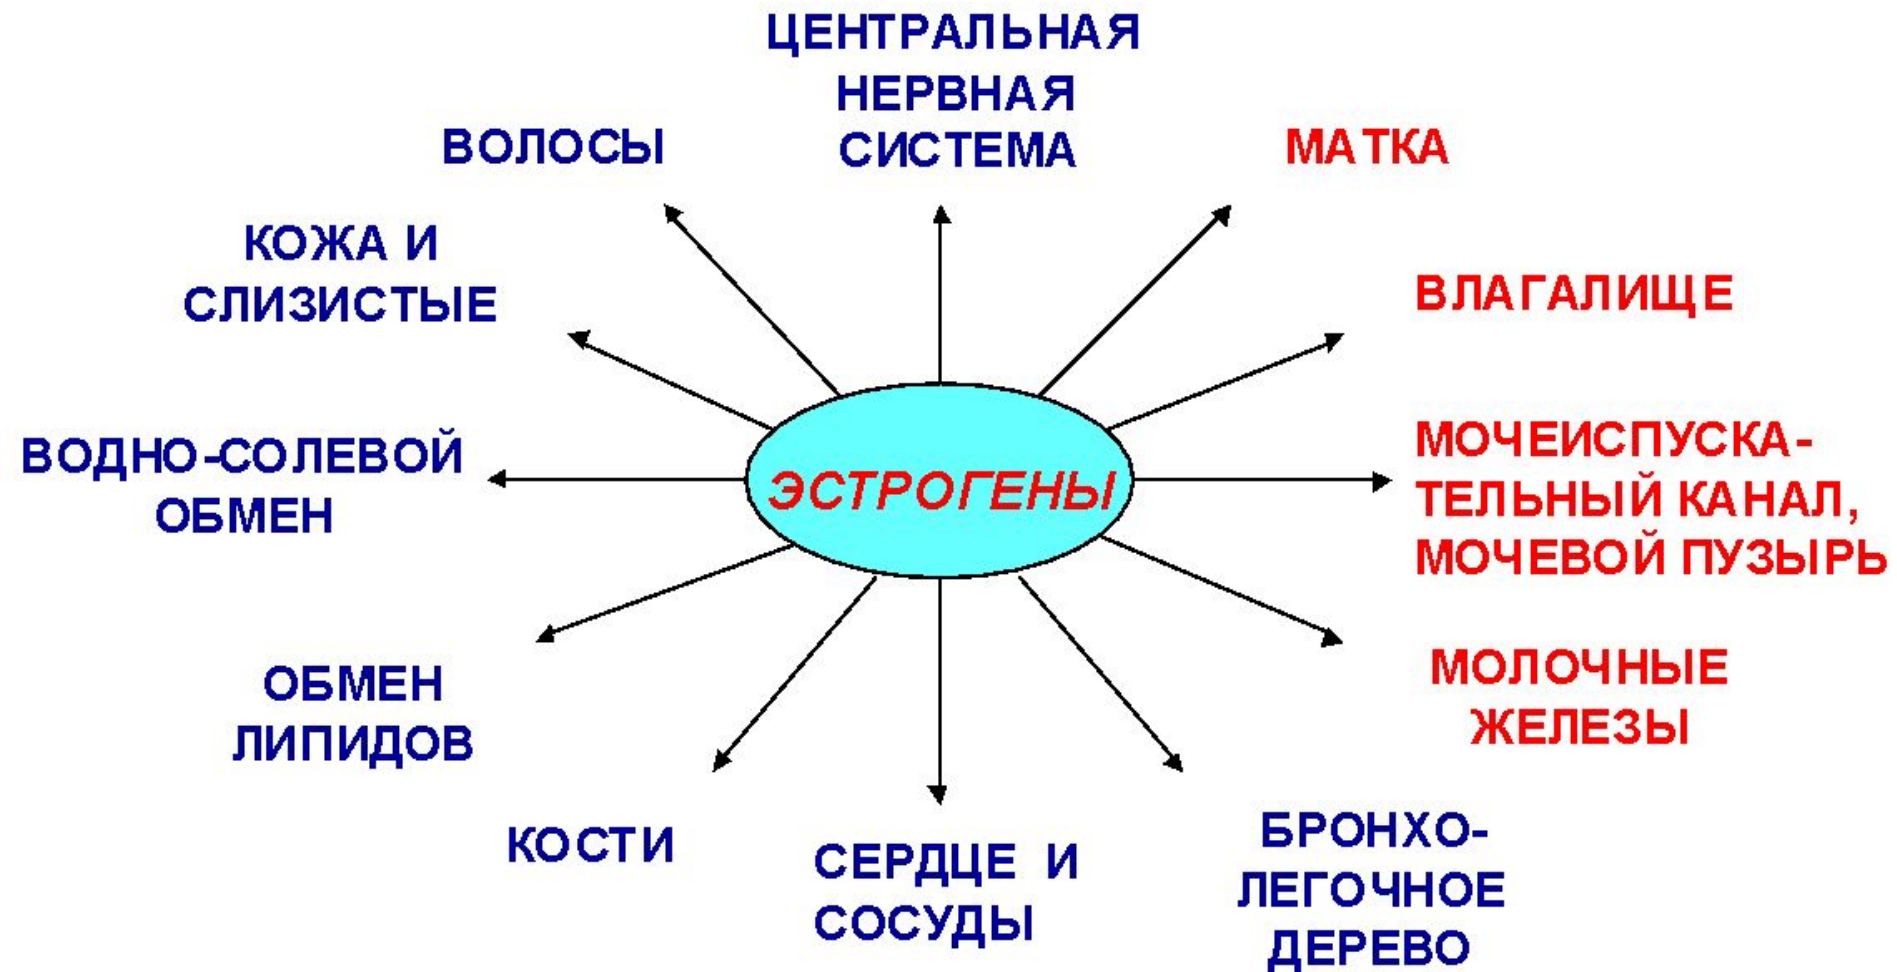 ЦЕНТРАЛЬНАЯ
НЕРВНАЯ
СИСТЕМА
ВОЛОСЫ
МАТКА
КОЖА И
СЛИЗИСТЫЕ
ВЛАГАЛИЩЕ
ВОДНО-СОЛЕВОЙ
ОБМЕН
ЭСТРОГЕНЫ
МОЧЕИСПУСКА-
ТЕЛЬНЫЙ КАНАЛ,
МОЧЕВОЙ ПУЗЫРЬ
ОБМЕН
ЛИПИДОВ
МОЛОЧНЫЕ
ЖЕЛЕЗЫ
КОСТИ
СЕРДЦЕ И
СОСУДЫ
БРОНХО-
ЛЕГОЧНОЕ
ДЕРЕВО